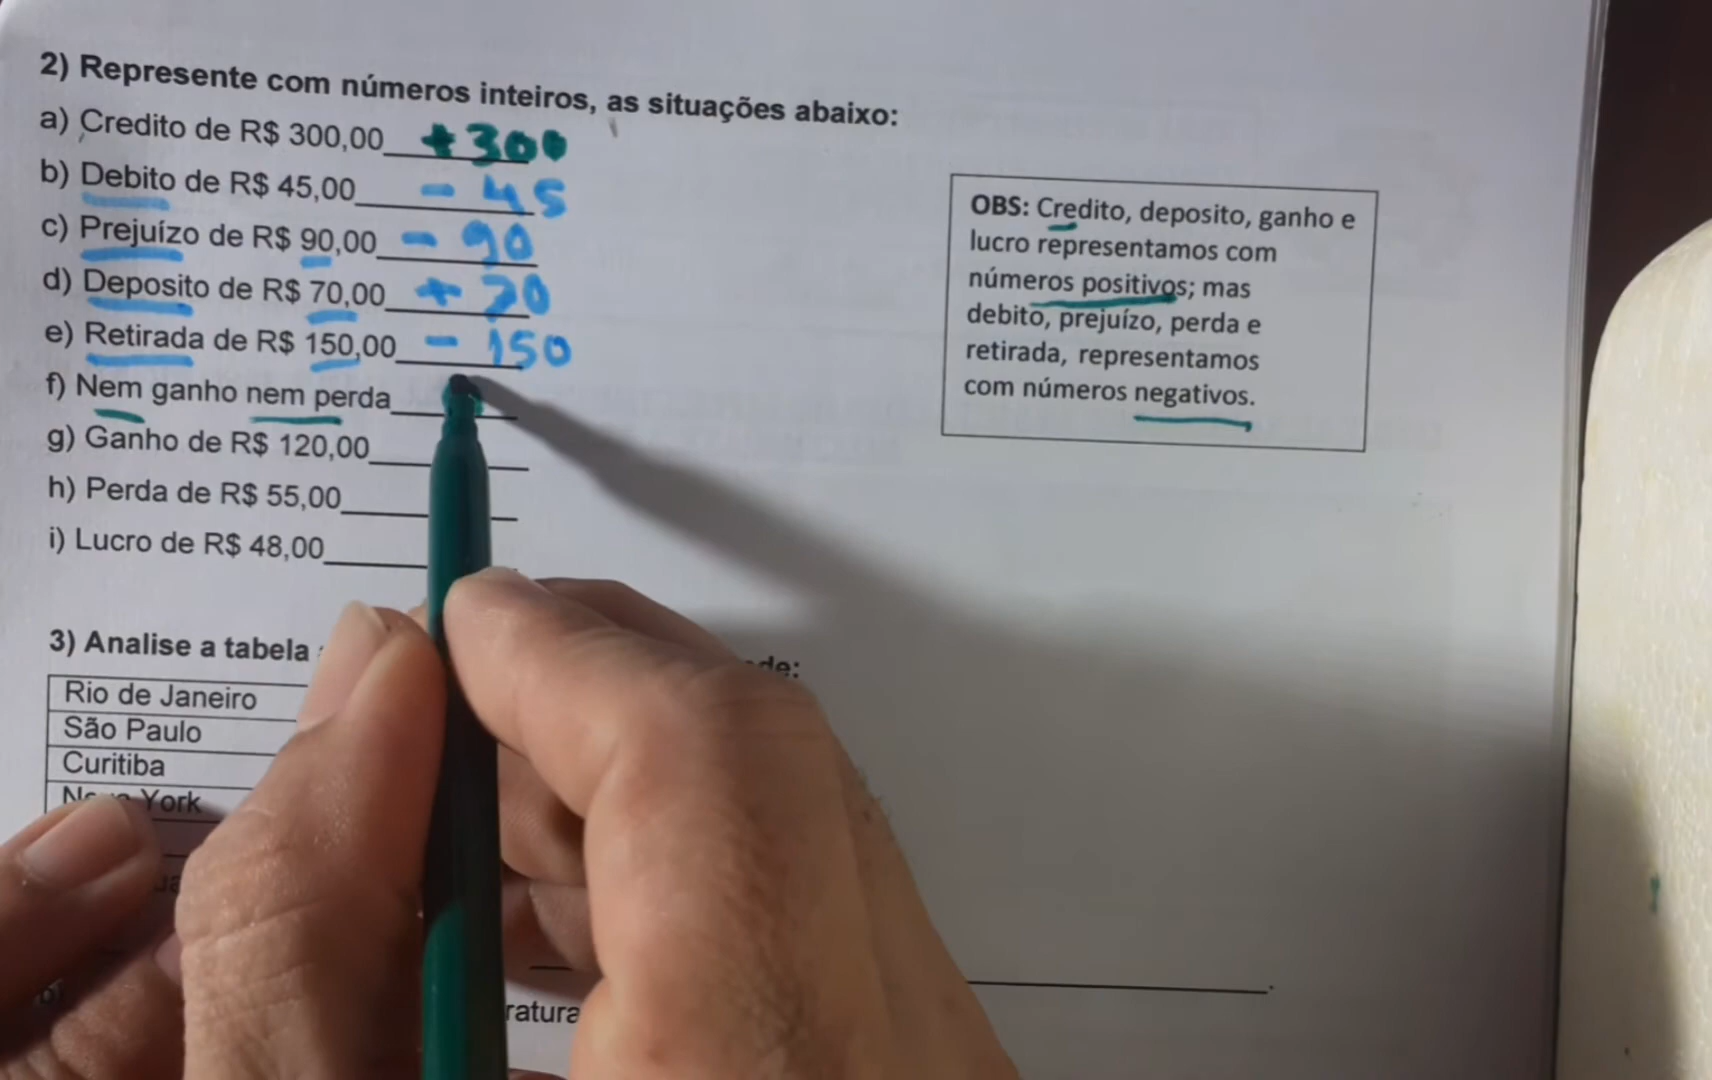 2) Represente com números inteiros, as situações abaixo:
a) Credito de R$ 300,00 +300
b) Debito de R$ 45,00 - 45
c) Prejuízo de R$ 90,00 - 90
d) Deposito de R$ 70,00 + 70
e) Retirada de R$ 150,00 - 150
f) Nem ganho nem perda
g) Ganho de R$ 120,00
h) Perda de R$ 55,00
i) Lucro de R$ 48,00
OBS: Credito, deposito, ganho e
lucro representamos com
números positivos; mas
debito, prejuízo, perda e
retirada, representamos
com números negativos.
3) Analise a tabela
Rio de Janeiro
São Paulo
Curitiba
York